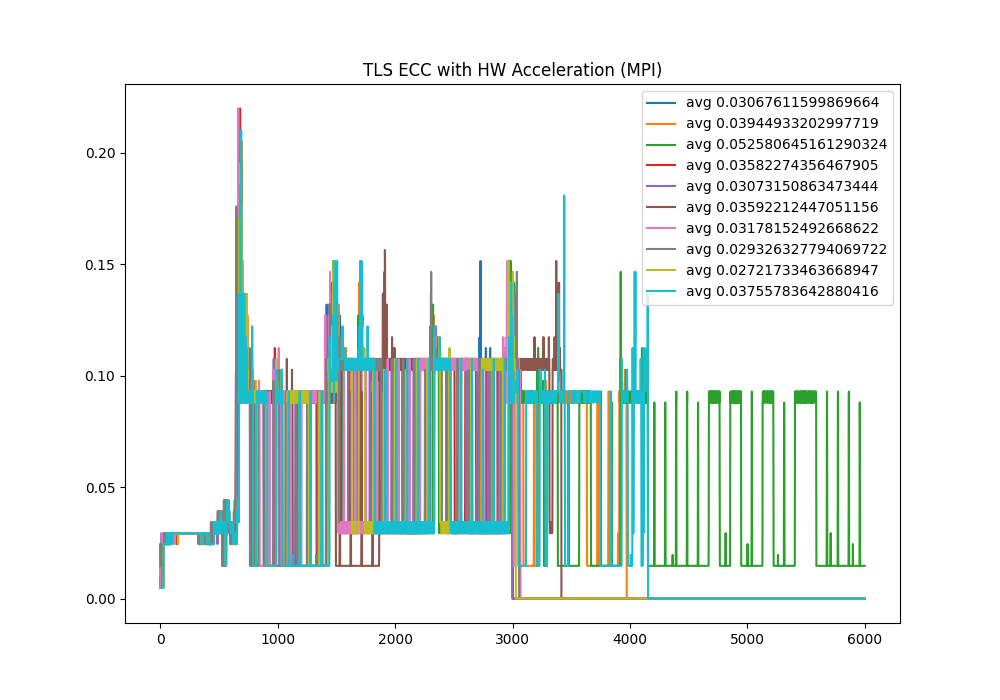 TLS ECC with HW Acceleration (MPI)
avg 0.03067611599869664
avg 0.03944933202997719
avg 0.052580645161290324
avg 0.03582274356467905
avg 0.03073150863473444
avg 0.03592212447051156
avg 0.03178152492668622
avg 0.029326327794069722
avg 0.02721733463668947
avg 0.03755783642880416
0.20
0.15
0.10
0.05
0.00
0 1000 2000 3000 4000 5000 6000